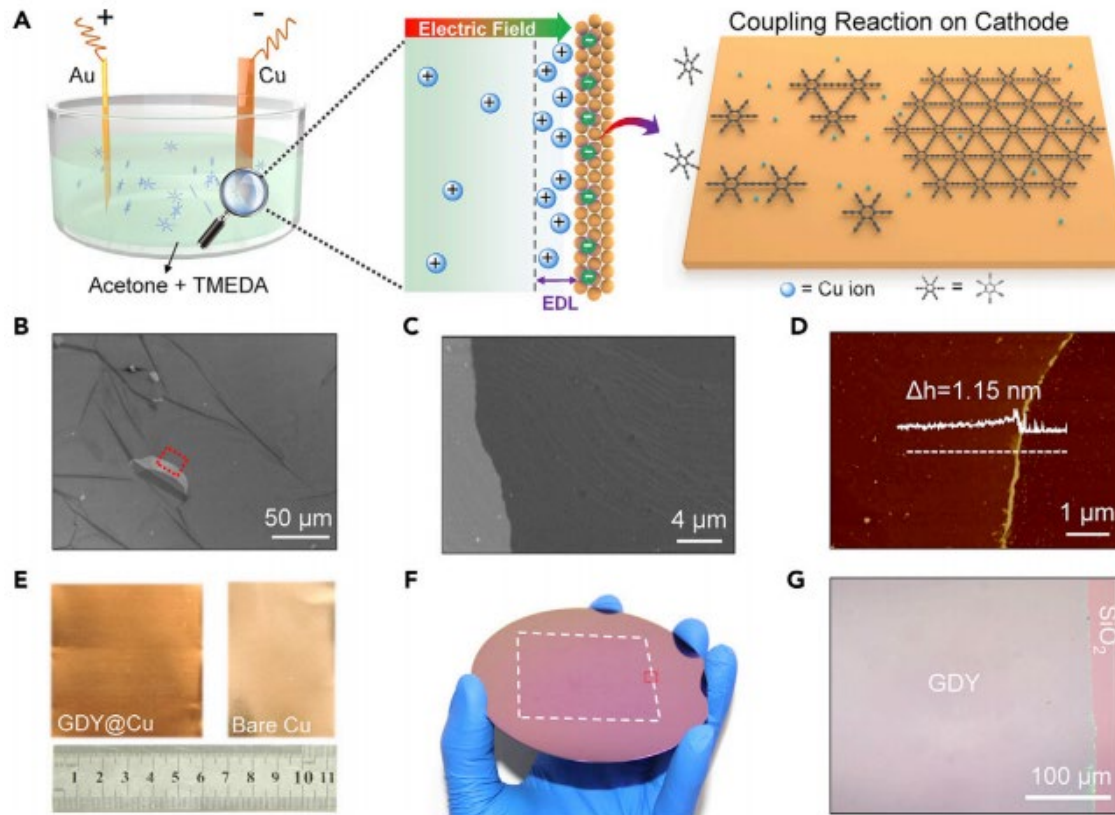 A
+
-
Au
Cu
Acetone + TMEDA
Electric Field
EDL
Coupling Reaction on Cathode
= Cu ion
=
B
50 µm
C
4 µm
D
Δh=1.15 nm
1 µm
E
GDY@Cu
Bare Cu
1 2 3 4 5 6 7 8 9 10 11
F
G
GDY
SiO₂
100 µm